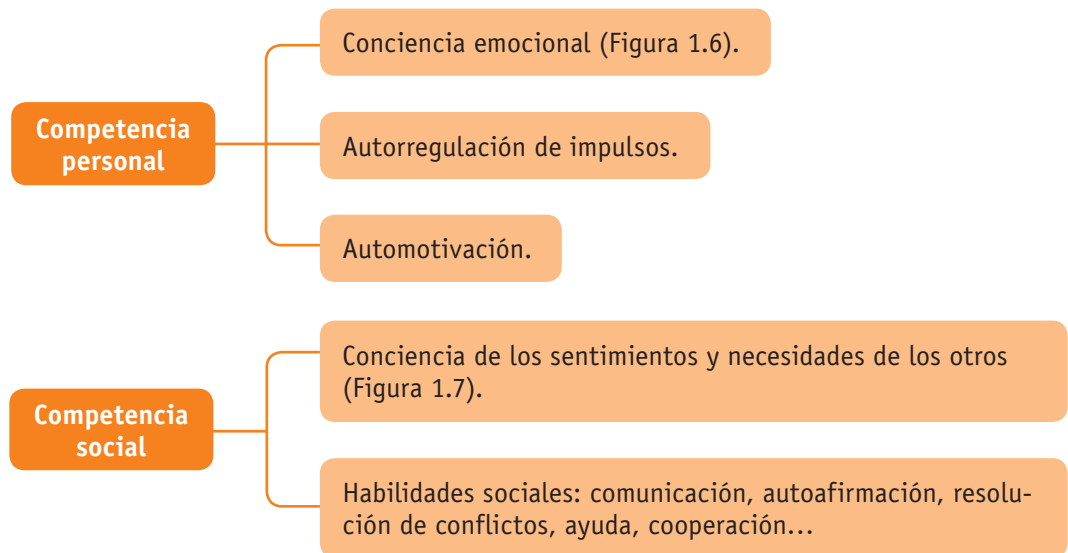 Competencia
personal
Conciencia emocional (Figura 1.6).
Autorregulación de impulsos.
Automotivación.
Competencia
social
Conciencia de los sentimientos y necesidades de los otros
(Figura 1.7).
Habilidades sociales: comunicación, autoafirmación, resolu-
ción de conflictos, ayuda, cooperación...